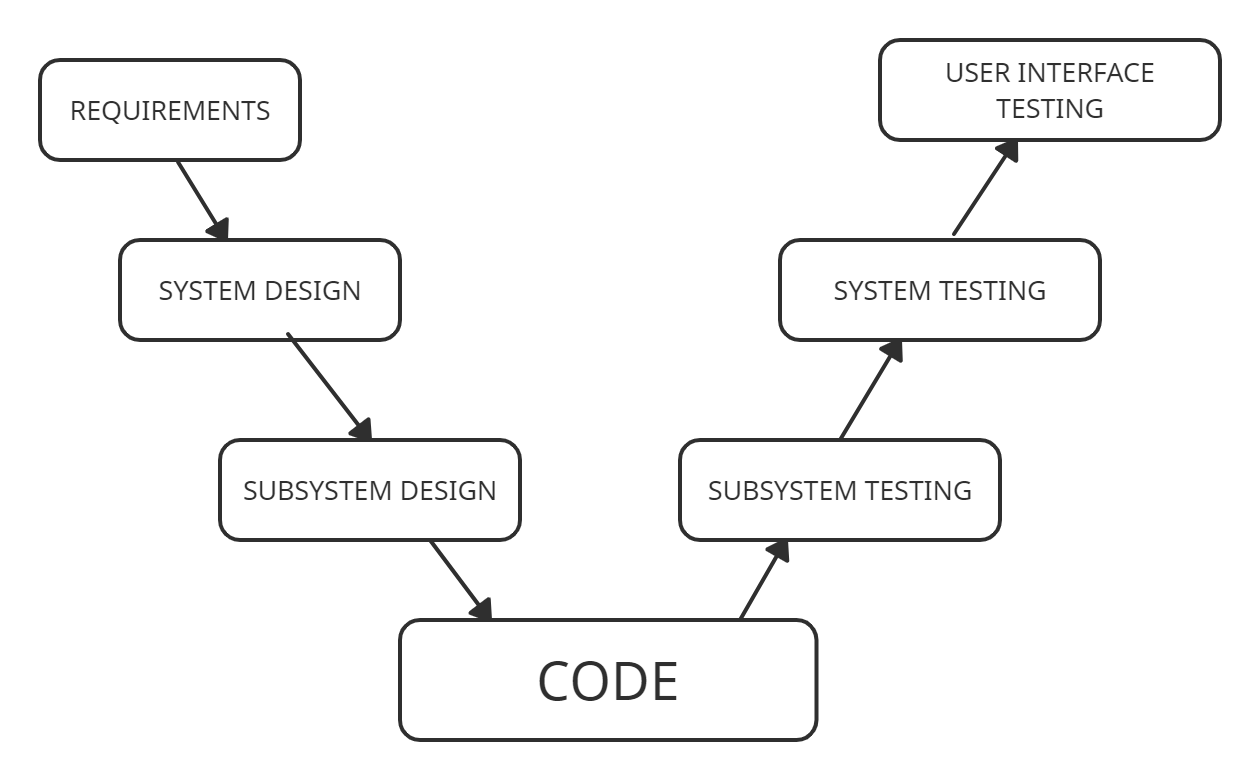 REQUIREMENTS
SYSTEM DESIGN
SUBSYSTEM DESIGN
CODE
SUBSYSTEM TESTING
SYSTEM TESTING
USER INTERFACE
TESTING